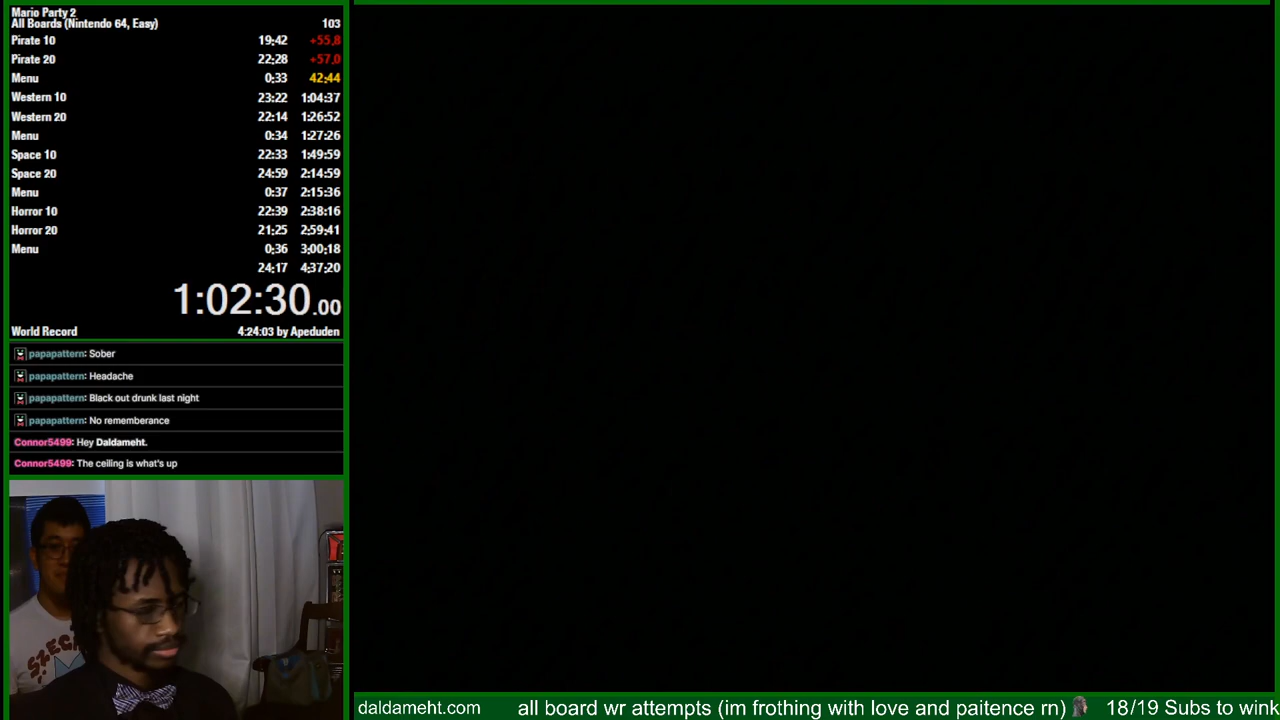 Mario Party 2
All Boards (Nintendo 64, Easy) 103
Pirate 10 19:42 +55.8
Pirate 20 22:28 +57.0
Menu 0:33 42:44
Western 10 23:22 1:04:37
Western 20 22:14 1:26:52
Menu 0:34 1:27:26
Space 10 22:33 1:49:59
Space 20 24:59 2:14:59
Menu 0:37 2:15:36
Horror 10 22:39 2:38:16
Horror 20 21:25 2:59:41
Menu 0:36 3:00:18
24:17 4:37:20
1:02:30.00
World Record 4:24:03 by Apeduden
papapattern: Sober
papapattern: Headache
papapattern: Black out drunk last night
papapattern: No rememberance
Connor5499: Hey Daldameht.
Connor5499: The ceiling is what's up
daldameht.com all board wr attempts (im frothing with love and paitence rn) 18/19 Subs to wink